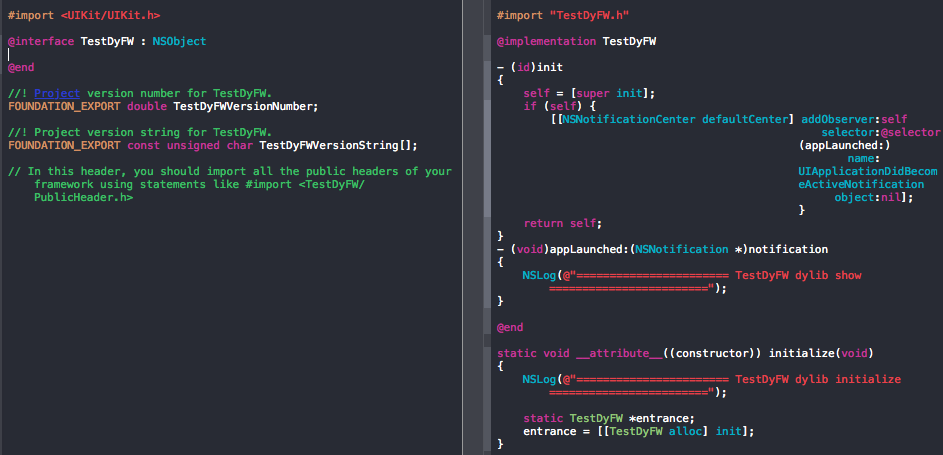 #import <UIKit/UIKit.h>
@interface TestDyFW : NSObject
@end
//! Project version number for TestDyFW.
FOUNDATION_EXPORT double TestDyFWVersionNumber;
//! Project version string for TestDyFW.
FOUNDATION_EXPORT const unsigned char TestDyFWVersionString[];
// In this header, you should import all the public headers of your
framework using statements like #import <TestDyFW/
PublicHeader.h>
#import "TestDyFW.h"
@implementation TestDyFW
- (id)init
{
self = [super init];
if (self) {
[[NSNotificationCenter defaultCenter] addObserver:self
selector:@selector
(appLaunched:)
name:
UIApplicationDidBecom
eActiveNotification
object:nil];
}
return self;
}
- (void)appLaunched:(NSNotification *)notification
{
NSLog(@"======================= TestDyFW dylib show
========================");
}
@end
static void __attribute__((constructor)) initialize(void)
{
NSLog(@"======================= TestDyFW dylib initialize
========================");
static TestDyFW *entrance;
entrance = [[TestDyFW alloc] init];
}